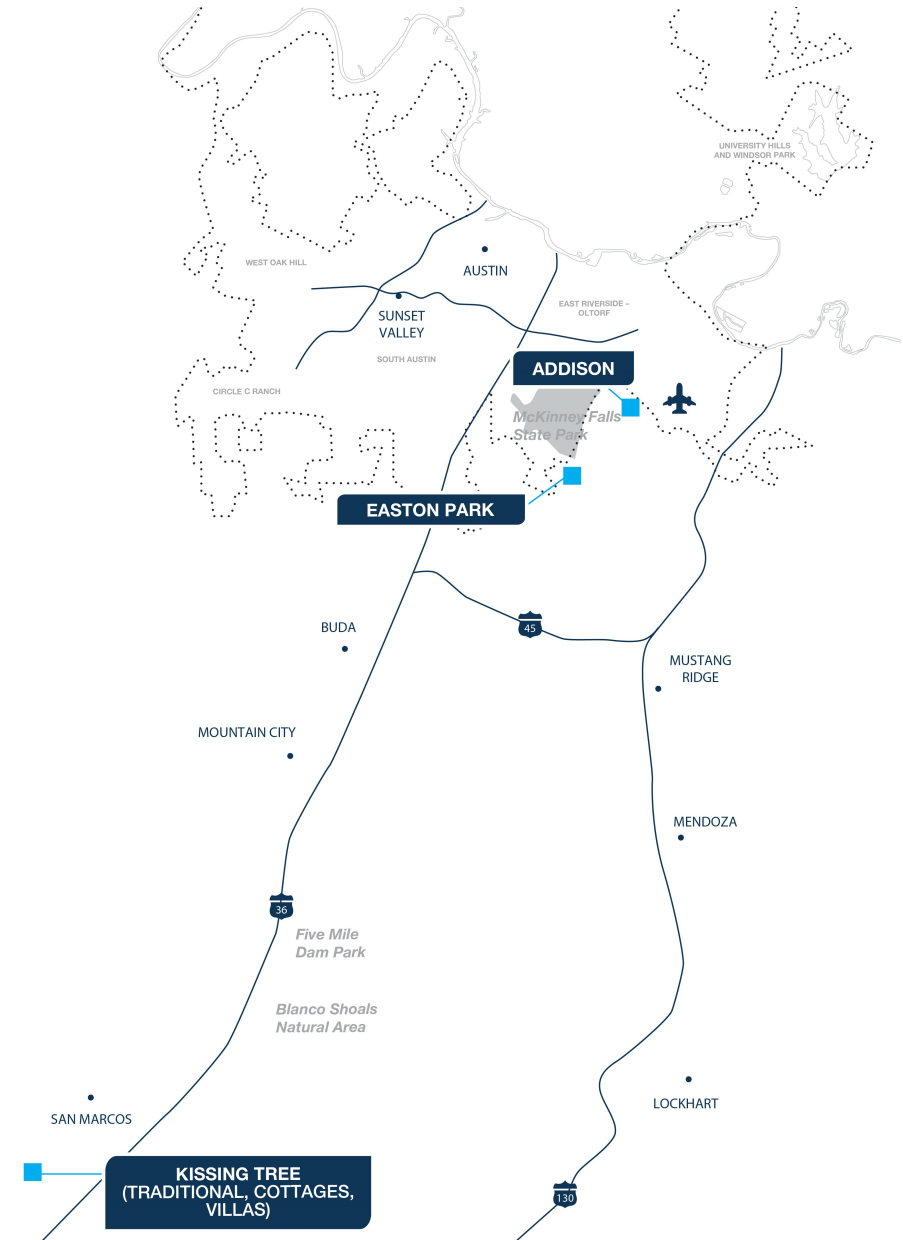 UNIVERSITY HILLS
AND WINDSOR PARK
WEST OAK HILL
AUSTIN
EAST RIVERSIDE –
OLTORF
SUNSET
VALLEY
SOUTH AUSTIN
ADDISON
CIRCLE C RANCH
McKinney Falls
State Park
EASTON PARK
45
BUDA
MUSTANG
RIDGE
MOUNTAIN CITY
MENDOZA
36
Five Mile
Dam Park
Blanco Shoals
Natural Area
LOCKHART
SAN MARCOS
KISSING TREE
(TRADITIONAL, COTTAGES,
VILLAS)
130